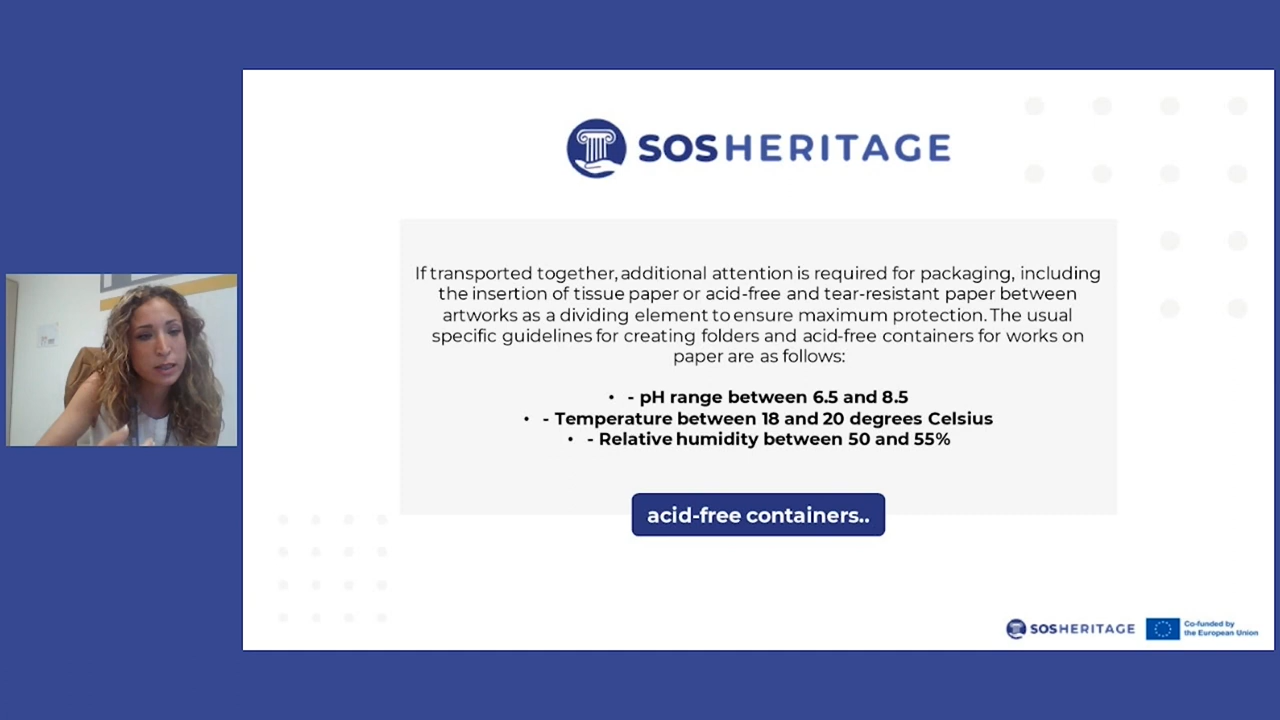 SOSHERITAGE
If transported together, additional attention is required for packaging, including
the insertion of tissue paper or acid-free and tear-resistant paper between
artworks as a dividing element to ensure maximum protection. The usual
specific guidelines for creating folders and acid-free containers for works on
paper are as follows:
• - pH range between 6.5 and 8.5
• - Temperature between 18 and 20 degrees Celsius
• - Relative humidity between 50 and 55%
acid-free containers..
SOSHERITAGE
Co-funded by
the European Union